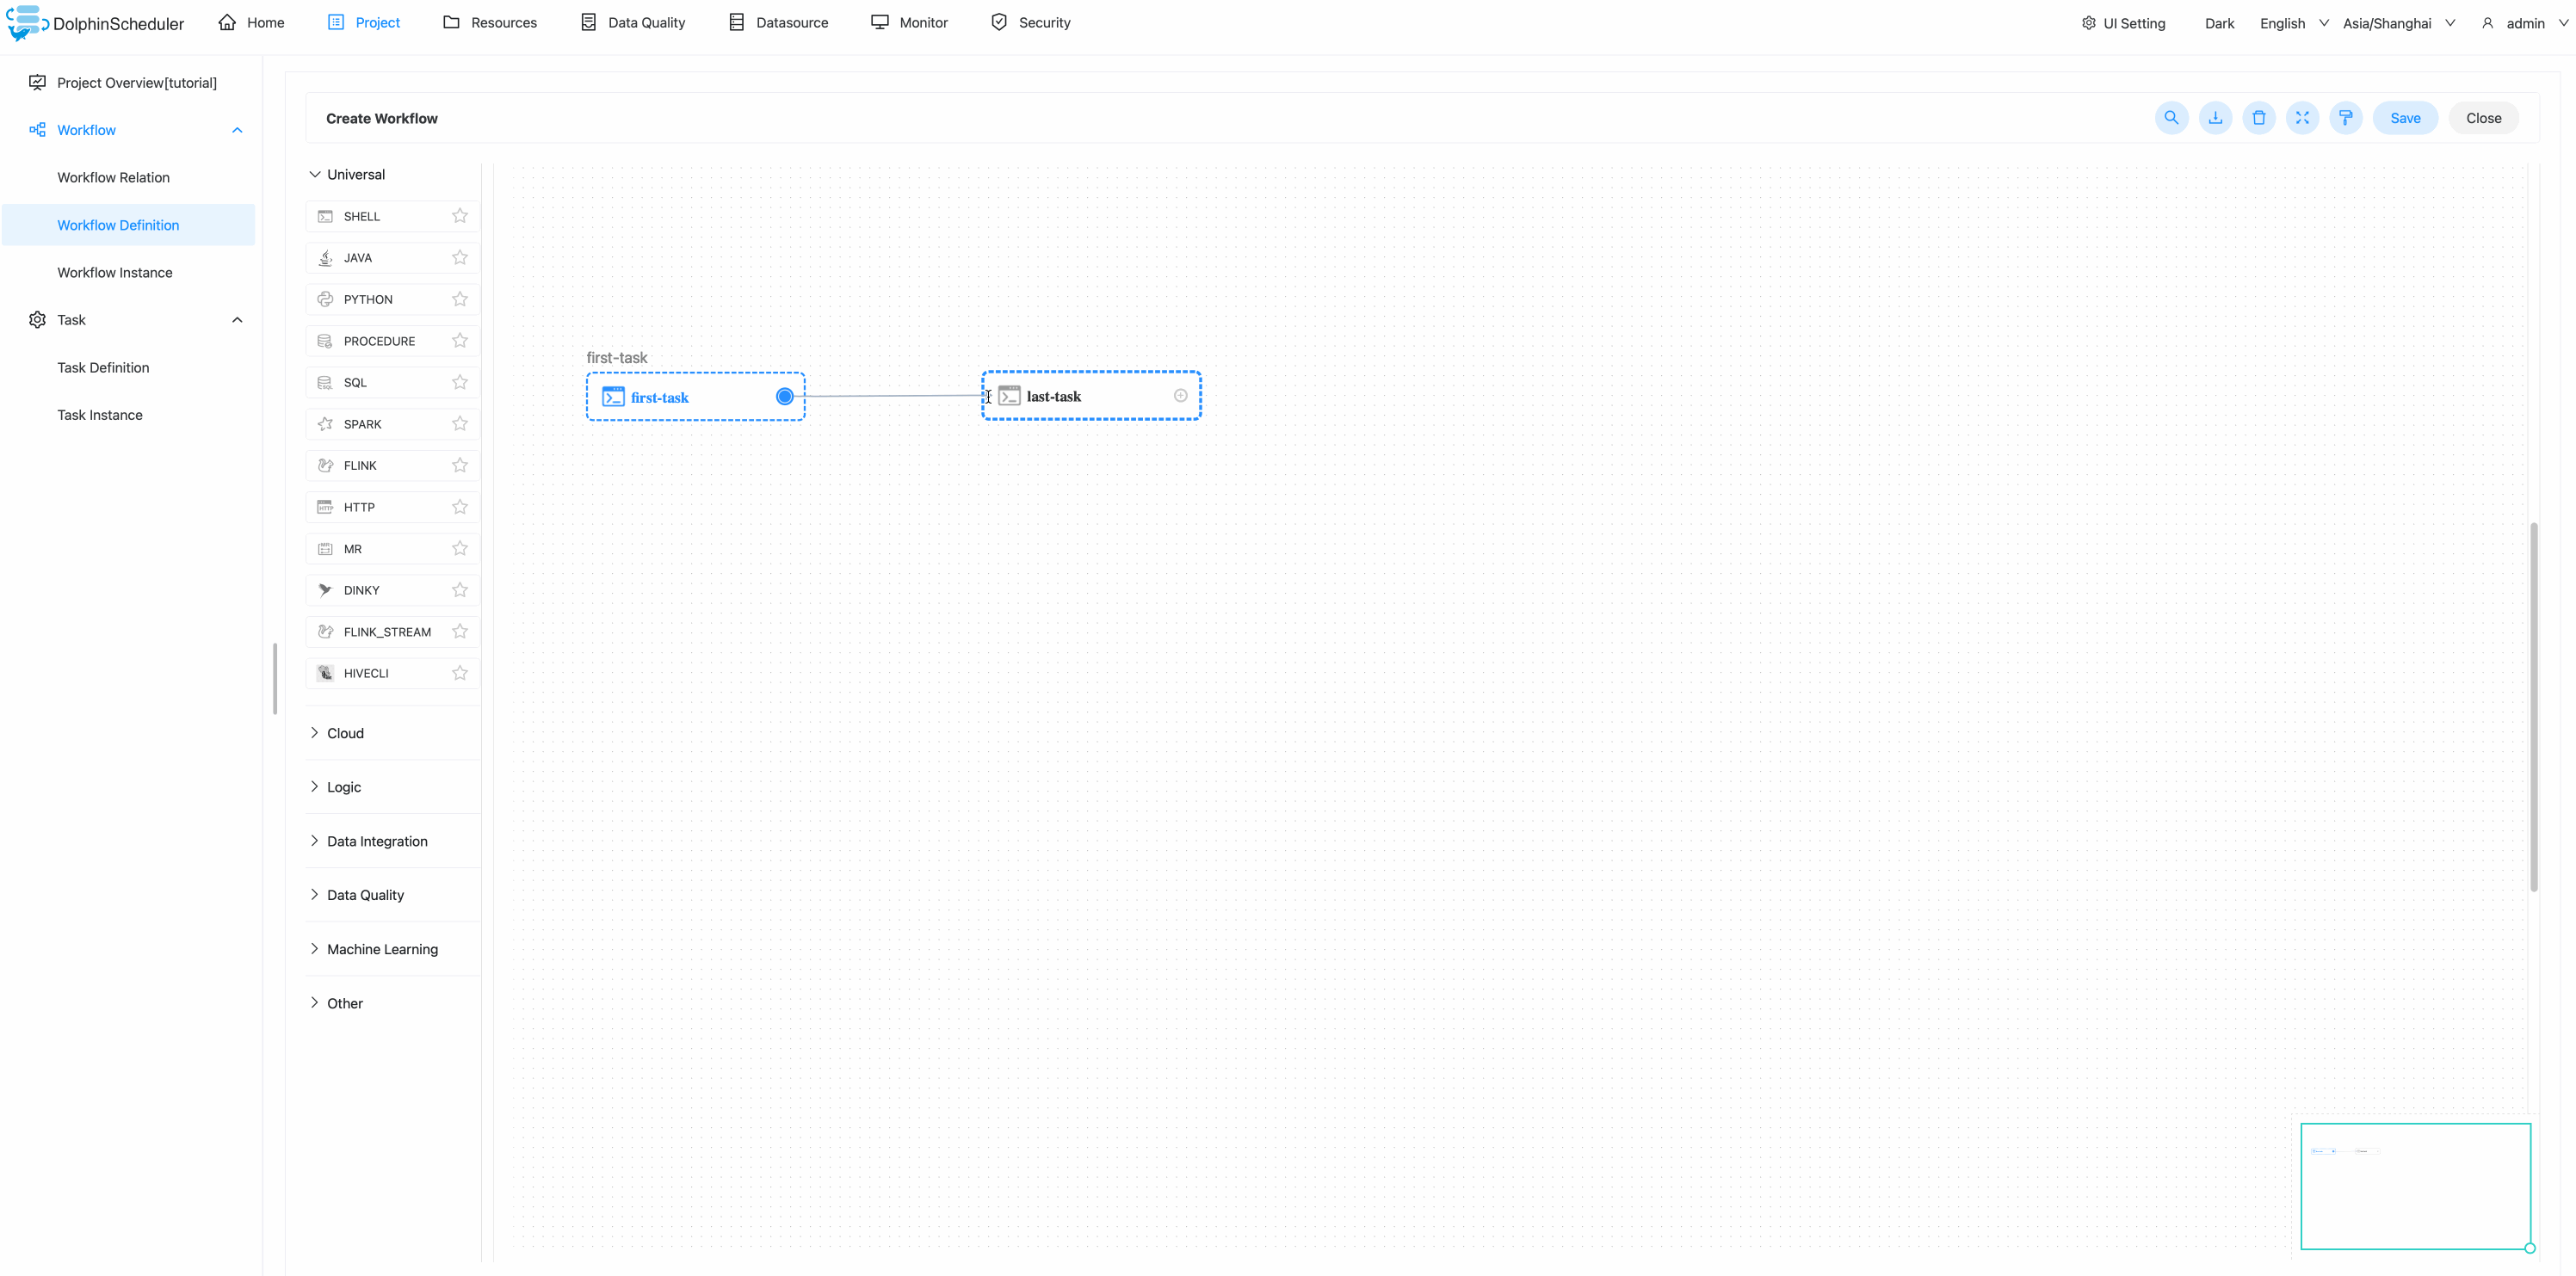 DolphinScheduler Home Project Resources Data Quality Datasource Monitor Security UI Setting Dark English Asia/Shanghai admin
Project Overview[tutorial]
Workflow
Workflow Relation
Workflow Definition
Workflow Instance
Task
Task Definition
Task Instance
Create Workflow Save Close
Universal
SHELL
JAVA
PYTHON
PROCEDURE
SQL
SPARK
FLINK
HTTP
MR
DINKY
FLINK_STREAM
HIVECLI
Cloud
Logic
Data Integration
Data Quality
Machine Learning
Other
first-task
first-task last-task